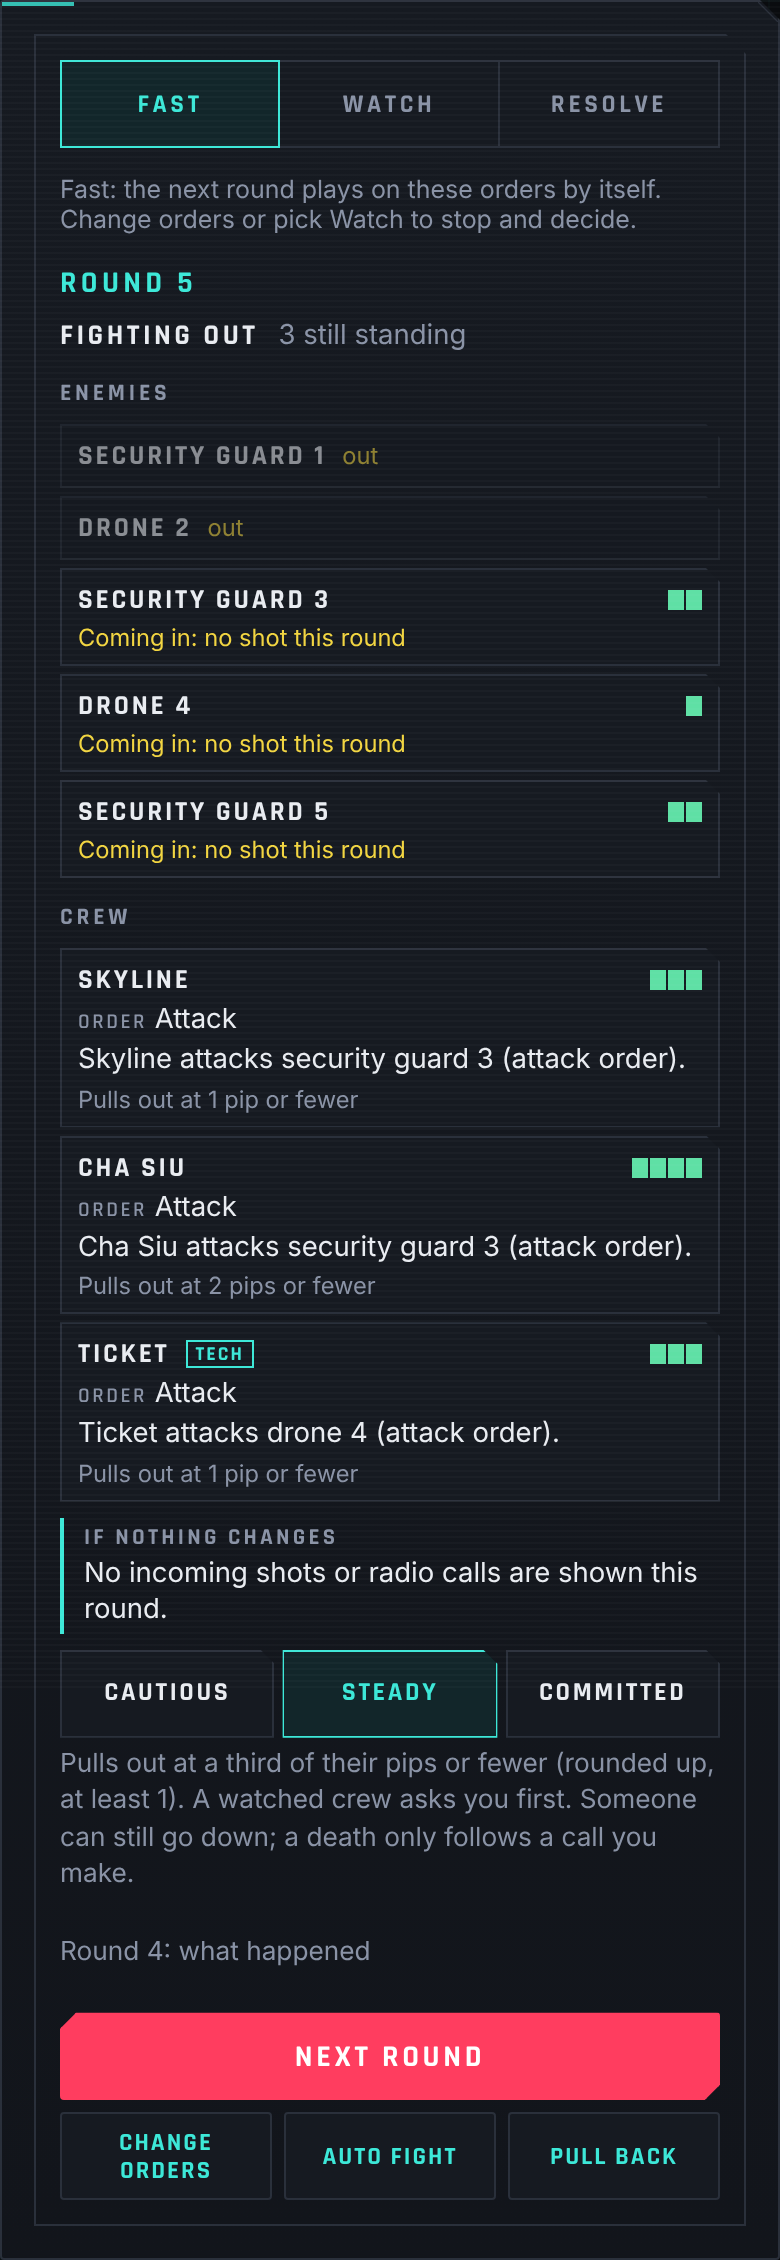 FAST
WATCH
RESOLVE
Fast: the next round plays on these orders by itself.
Change orders or pick Watch to stop and decide.
ROUND 5
FIGHTING OUT 3 still standing
ENEMIES
SECURITY GUARD 1 out
DRONE 2 out
SECURITY GUARD 3
Coming in: no shot this round
DRONE 4
Coming in: no shot this round
SECURITY GUARD 5
Coming in: no shot this round
CREW
SKYLINE
ORDER Attack
Skyline attacks security guard 3 (attack order).
Pulls out at 1 pip or fewer
CHA SIU
ORDER Attack
Cha Siu attacks security guard 3 (attack order).
Pulls out at 2 pips or fewer
TICKET TECH
ORDER Attack
Ticket attacks drone 4 (attack order).
Pulls out at 1 pip or fewer
IF NOTHING CHANGES
No incoming shots or radio calls are shown this
round.
CAUTIOUS
STEADY
COMMITTED
Pulls out at a third of their pips or fewer (rounded up,
at least 1). A watched crew asks you first. Someone
can still go down; a death only follows a call you
make.
Round 4: what happened
NEXT ROUND
CHANGE
ORDERS
AUTO FIGHT
PULL BACK